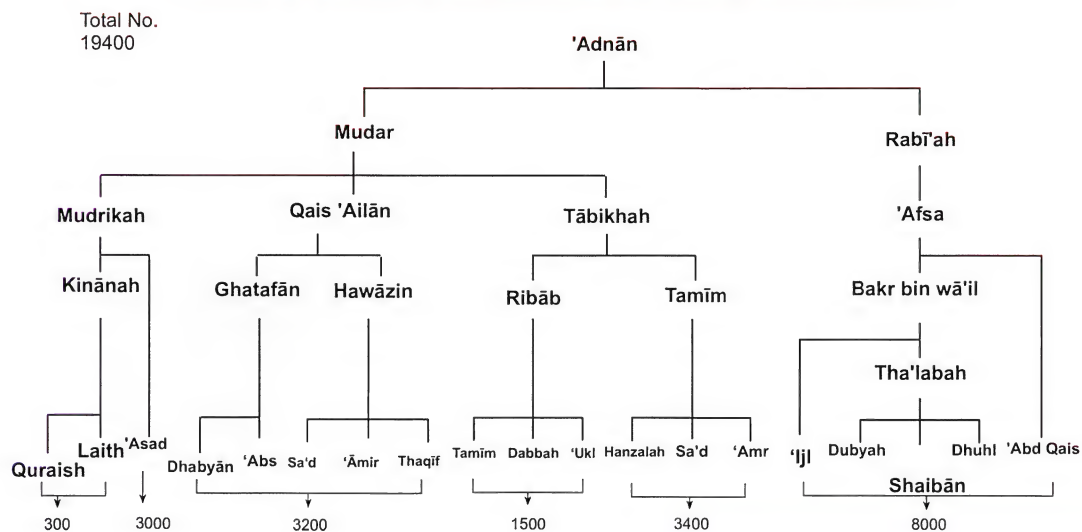 Total No.
19400
'Adnān
Mudar
Rabī'ah
Mudrikah
Qais 'Ailān
Tābikhah
'Afsa
Kinānah
Ghatafān
Hawāzin
Ribāb
Tamīm
Bakr bin wā'il
Tha'labah
Quraish
Laith
'Asad
Dhabyān
‘Abs
Sa‘d
‘Āmir
Thaqīf
Tamīm
Dabbah
‘Ukl
Hanzalah
Sa'd
‘Amr
‘Ijl
Dubyah
Dhuhl
'Abd Qais
Shaibān
300
3000
3200
1500
3400
8000